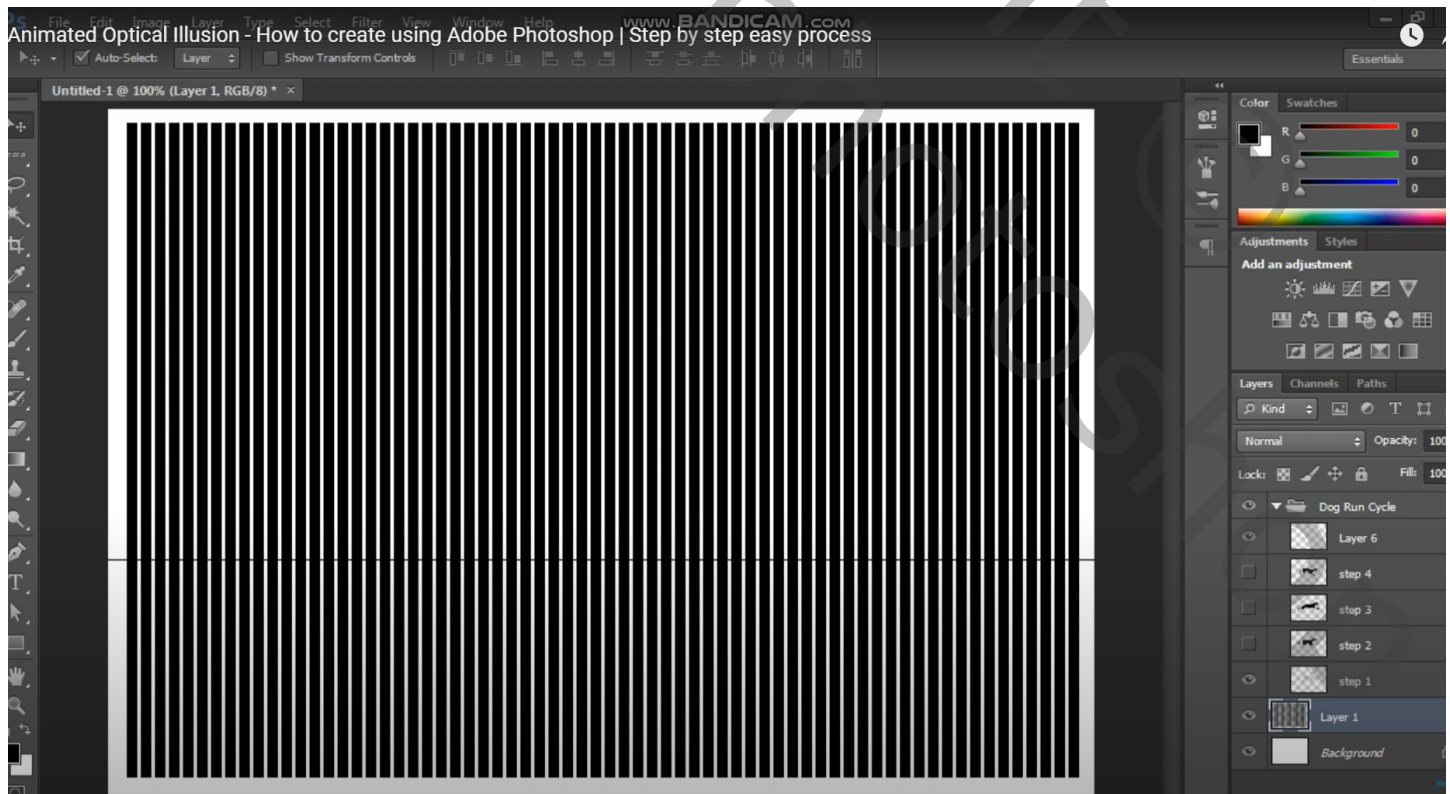 File Edit Image Layer Type Select Filter View Window Help
www.BANDICAM.com
Animated Optical Illusion - How to create using Adobe Photoshop | Step by step easy process
Auto-Select: Layer Show Transform Controls
Essentials
Untitled-1 @ 100% (Layer 1, RGB/8) * ×
Color Swatches
R 0
G 0
B 0
Adjustments Styles
Add an adjustment
Layers Channels Paths
Kind
Normal Opacity: 100
Lock: Fill: 100
Dog Run Cycle
Layer 6
step 4
step 3
step 2
step 1
Layer 1
Background